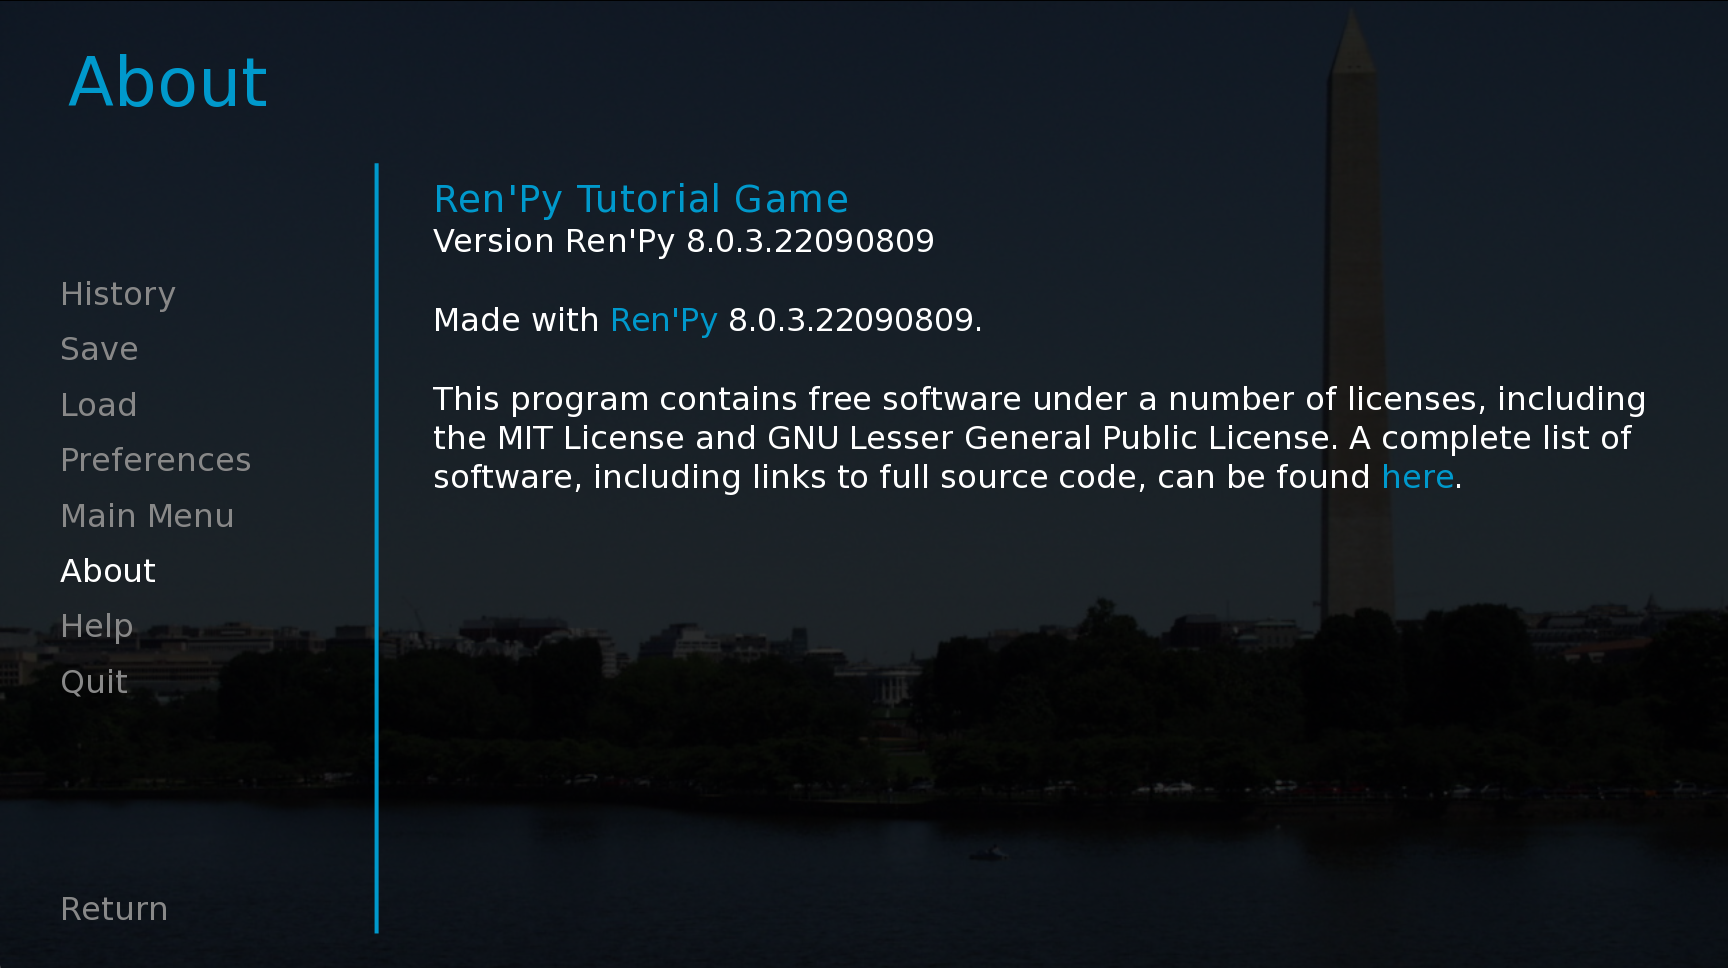 About
History
Save
Load
Preferences
Main Menu
About
Help
Quit
Return
Ren'Py Tutorial Game
Version Ren'Py 8.0.3.22090809
Made with Ren'Py 8.0.3.22090809.
This program contains free software under a number of licenses, including
the MIT License and GNU Lesser General Public License. A complete list of
software, including links to full source code, can be found here.